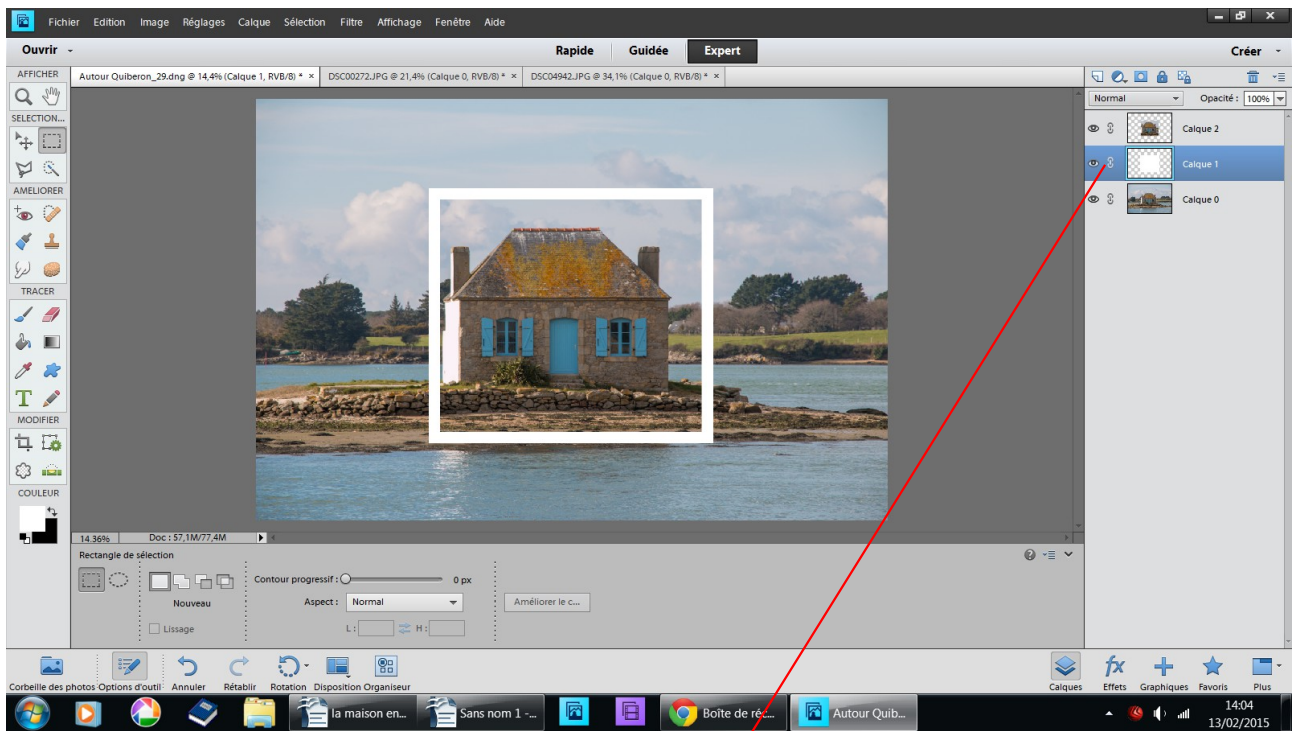 Fichier Edition Image Réglages Calque Sélection Filtre Affichage Fenêtre Aide
Ouvrir Rapide Guidée Expert Créer
AFFICHER
Autour Quiberon_29.dng @ 14,4% (Calque 1, RVB/8) * × DSC00272.JPG @ 21,4% (Calque 0, RVB/8) * × DSC04942.JPG @ 34,1% (Calque 0, RVB/8) * ×
Normal Opacité : 100%
SELECTION...
Calque 2
Calque 1
AMELIORER
Calque 0
TRACER
MODIFIER
COULEUR
14.36% Doc : 57,1M/77,4M
Rectangle de sélection
Contour progressif : 0 px
Nouveau Aspect : Normal Améliorer le c...
Lissage L : H :
Corbeille des photos Options d'outil Annuler Rétablir Rotation Disposition Organiseur Calques Effets Graphiques Favoris Plus
la maison en... Sans nom 1 -... Boîte de réc... Autour Quib...
14:04
13/02/2015